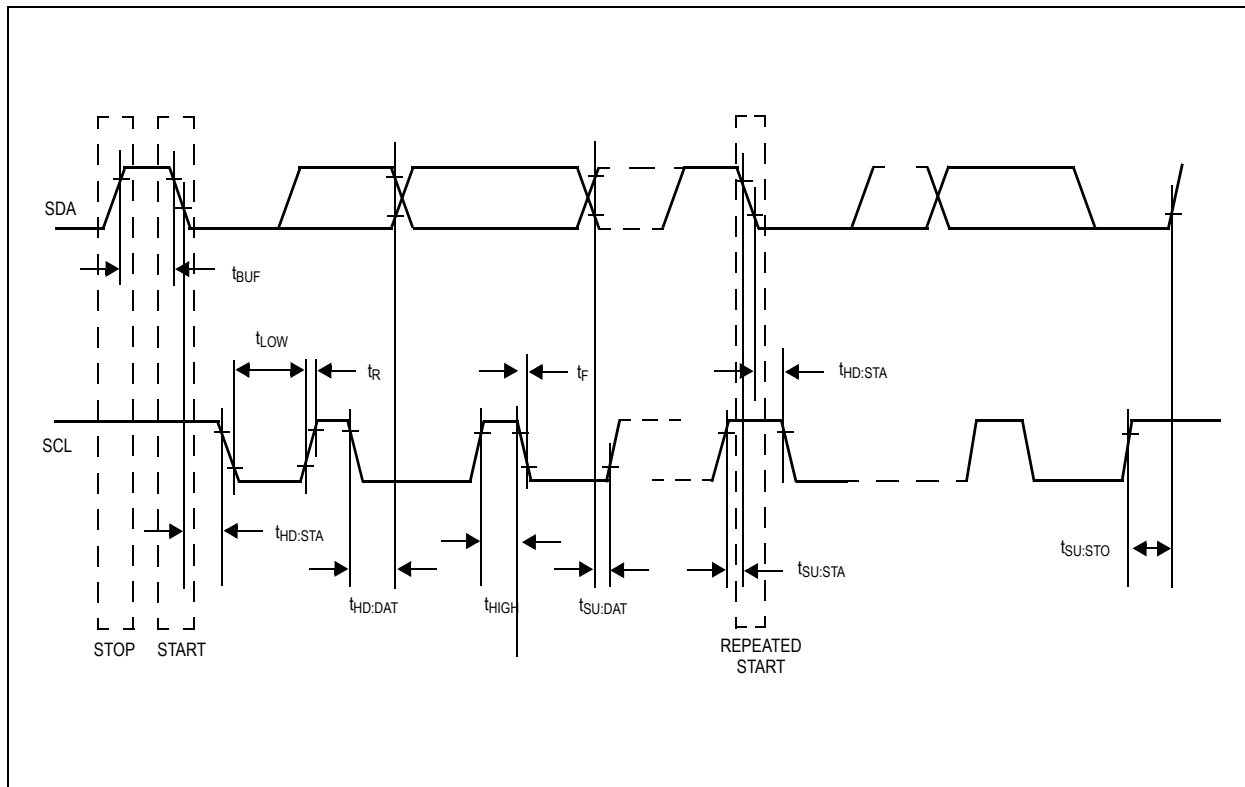 SDA
tBUF
tLOW
tR
tF
tHD:STA
SCL
tHD:STA
tSU:STO
tSU:STA
tHD:DAT
tHIGH
tSU:DAT
STOP
START
REPEATED
START